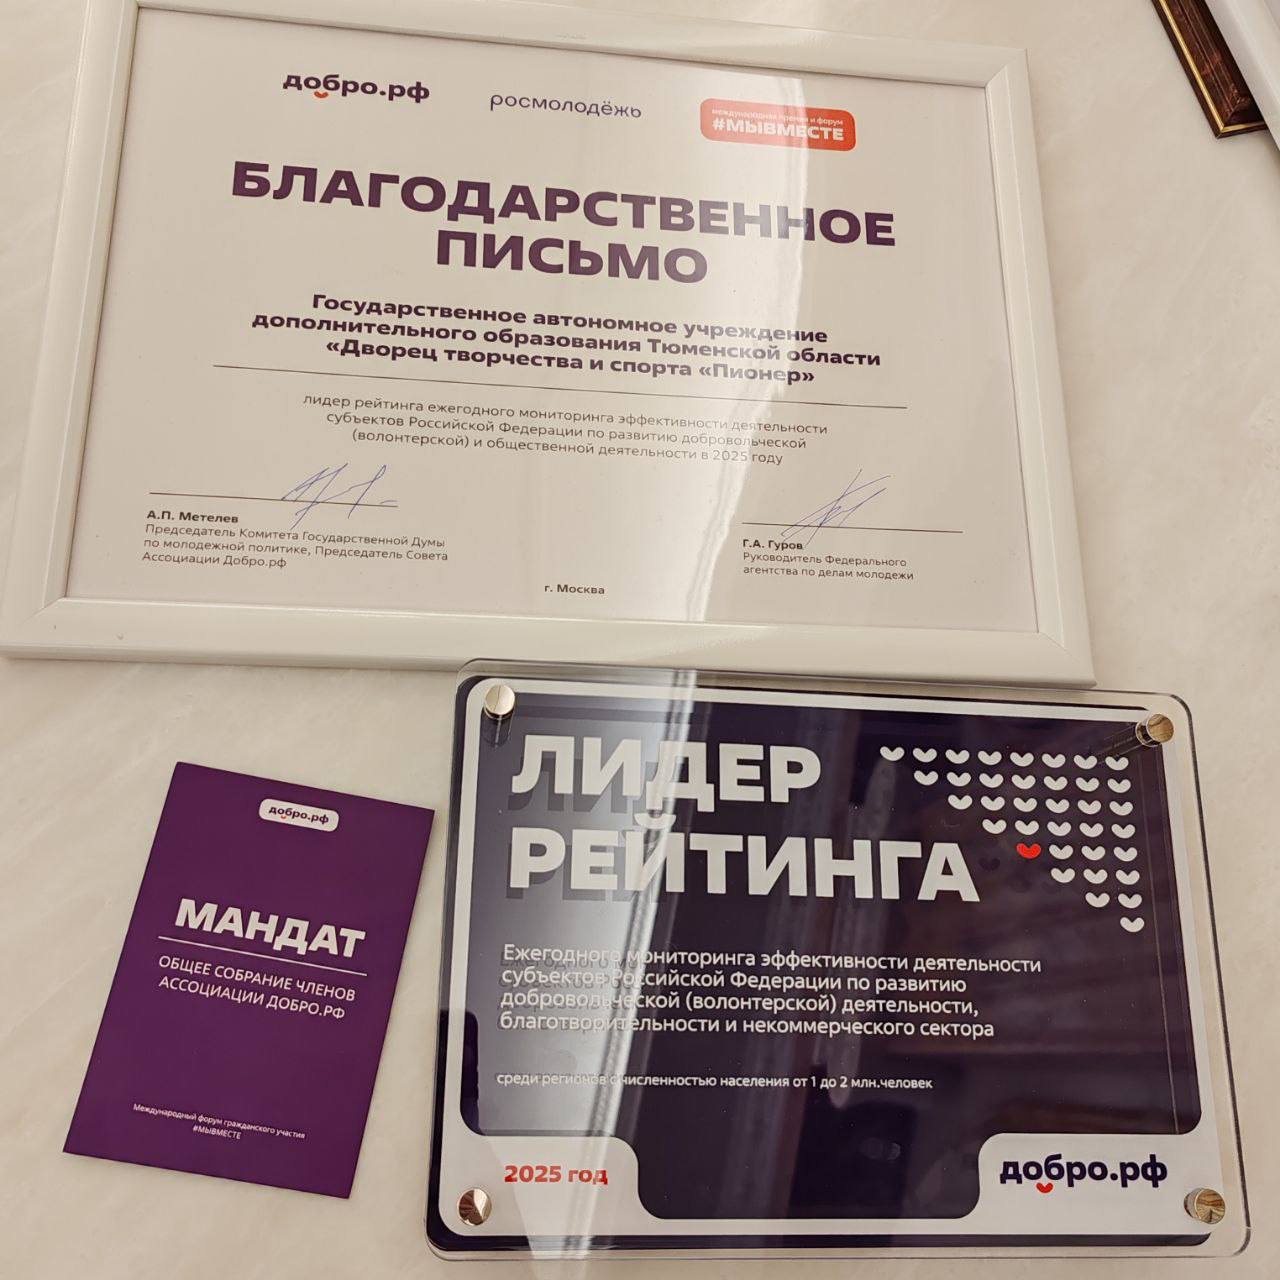 добро.рф
росмолодёжь
международная премия и форум
#МЫВМЕСТЕ
БЛАГОДАРСТВЕННОЕ
ПИСЬМО
Государственное автономное учреждение
дополнительного образования Тюменской области
«Дворец творчества и спорта «Пионер»
лидер рейтинга ежегодного мониторинга эффективности деятельности
субъектов Российской Федерации по развитию добровольческой
(волонтерской) и общественной деятельности в 2025 году
А.П. Метелев
Председатель Комитета Государственной Думы
по молодежной политике, Председатель Совета
Ассоциации Добро.рф
Г.А. Гуров
Руководитель Федерального
агентства по делам молодежи
г. Москва
добро.рф
МАНДАТ
ОБЩЕЕ СОБРАНИЕ ЧЛЕНОВ
АССОЦИАЦИИ ДОБРО.РФ
Международный форум гражданского участия
#МЫВМЕСТЕ
ЛИДЕР
РЕЙТИНГА
Ежегодного мониторинга эффективности деятельности
субъектов Российской Федерации по развитию
добровольческой (волонтерской) деятельности,
благотворительности и некоммерческого сектора
среди регионов с численностью населения от 1 до 2 млн.человек
2025 год
добро.рф